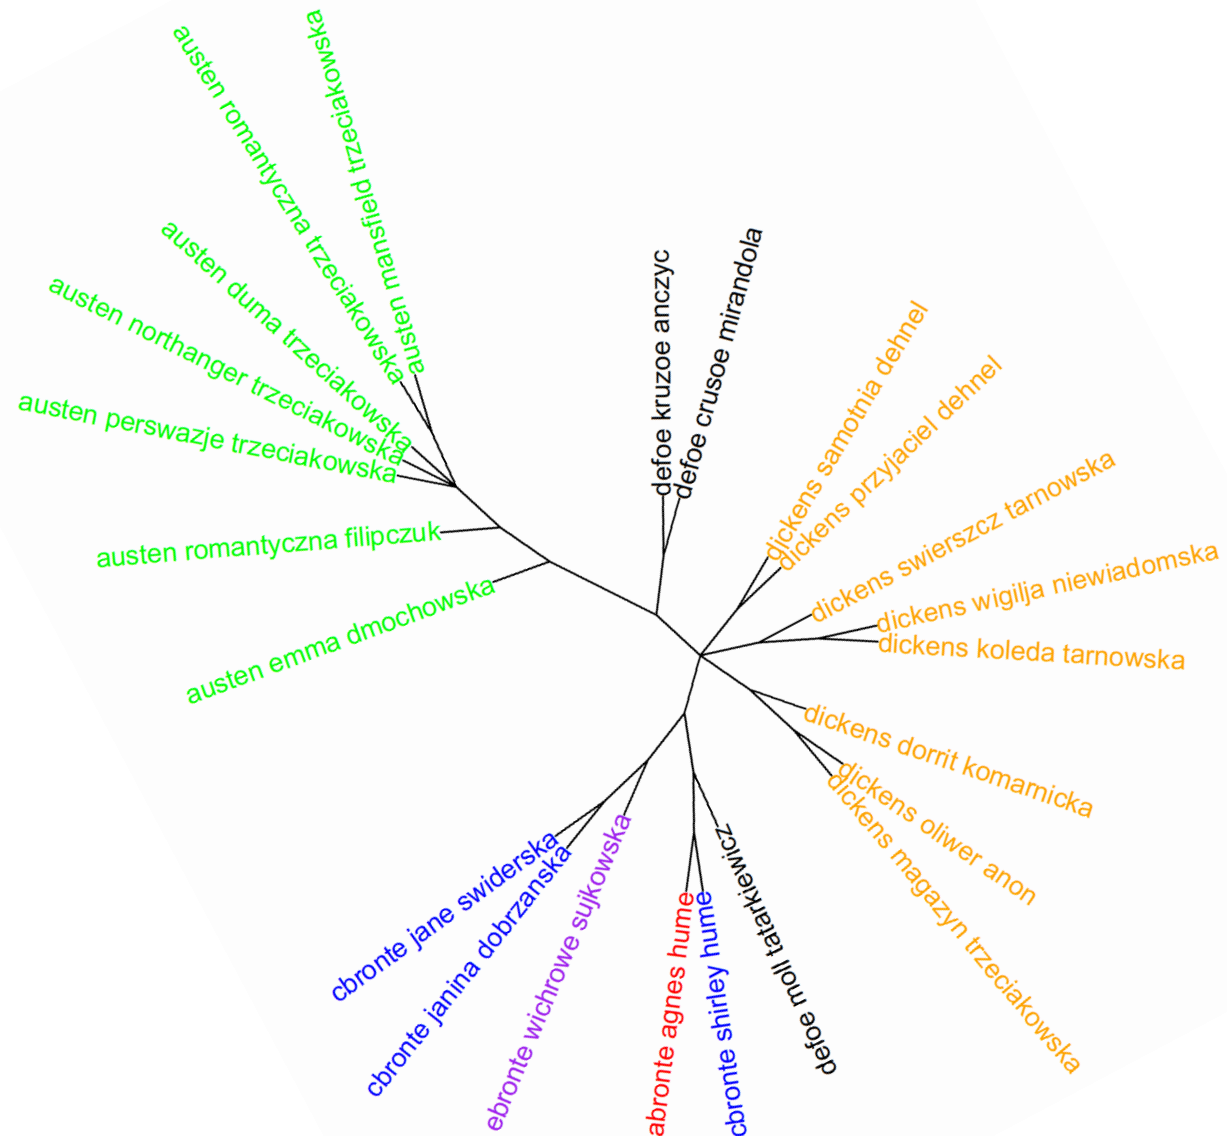 austen mansfield trzeciakowska
austen romantyczna trzeciakowska
austen duma trzeciakowska
austen northanger trzeciakowska
austen perswazje trzeciakowska
austen romantyczna filipczuk
austen emma dmochowska
defoe kruzoe anczyc
defoe crusoe mirandola
dickens samotnia dehnel
dickens przyjaciel dehnel
dickens swierszcz tarnowska
dickens wigilja niewiadomska
dickens koleda tarnowska
dickens dorrit komarnicka
dickens oliwer anon
dickens magazyn trzeciakowska
defoe moll tatarkiewicz
cbronte shirley hume
abronte agnes hume
ebronte wichrowe sujkowska
cbronte janina dobrzanska
cbronte jane swiderska